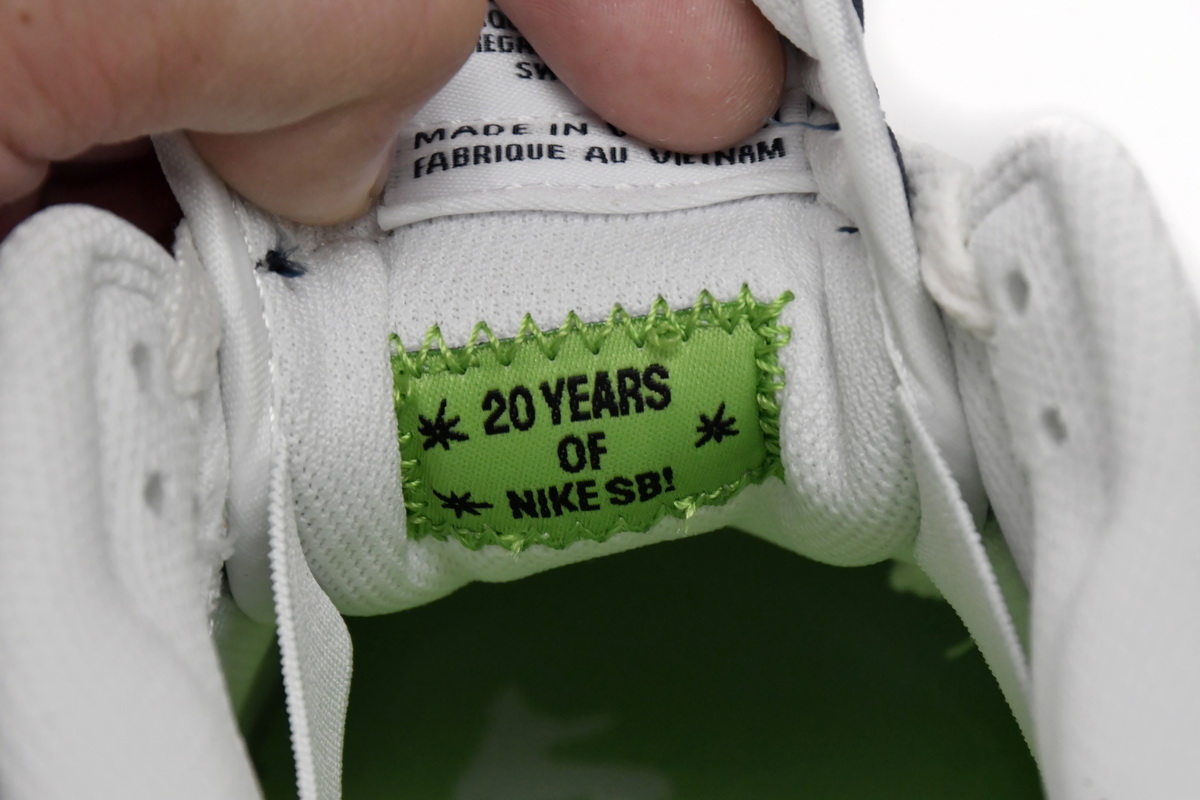 MADE IN
FABRIQUE AU VIETNAM
20 YEARS
OF
NIKE SB!